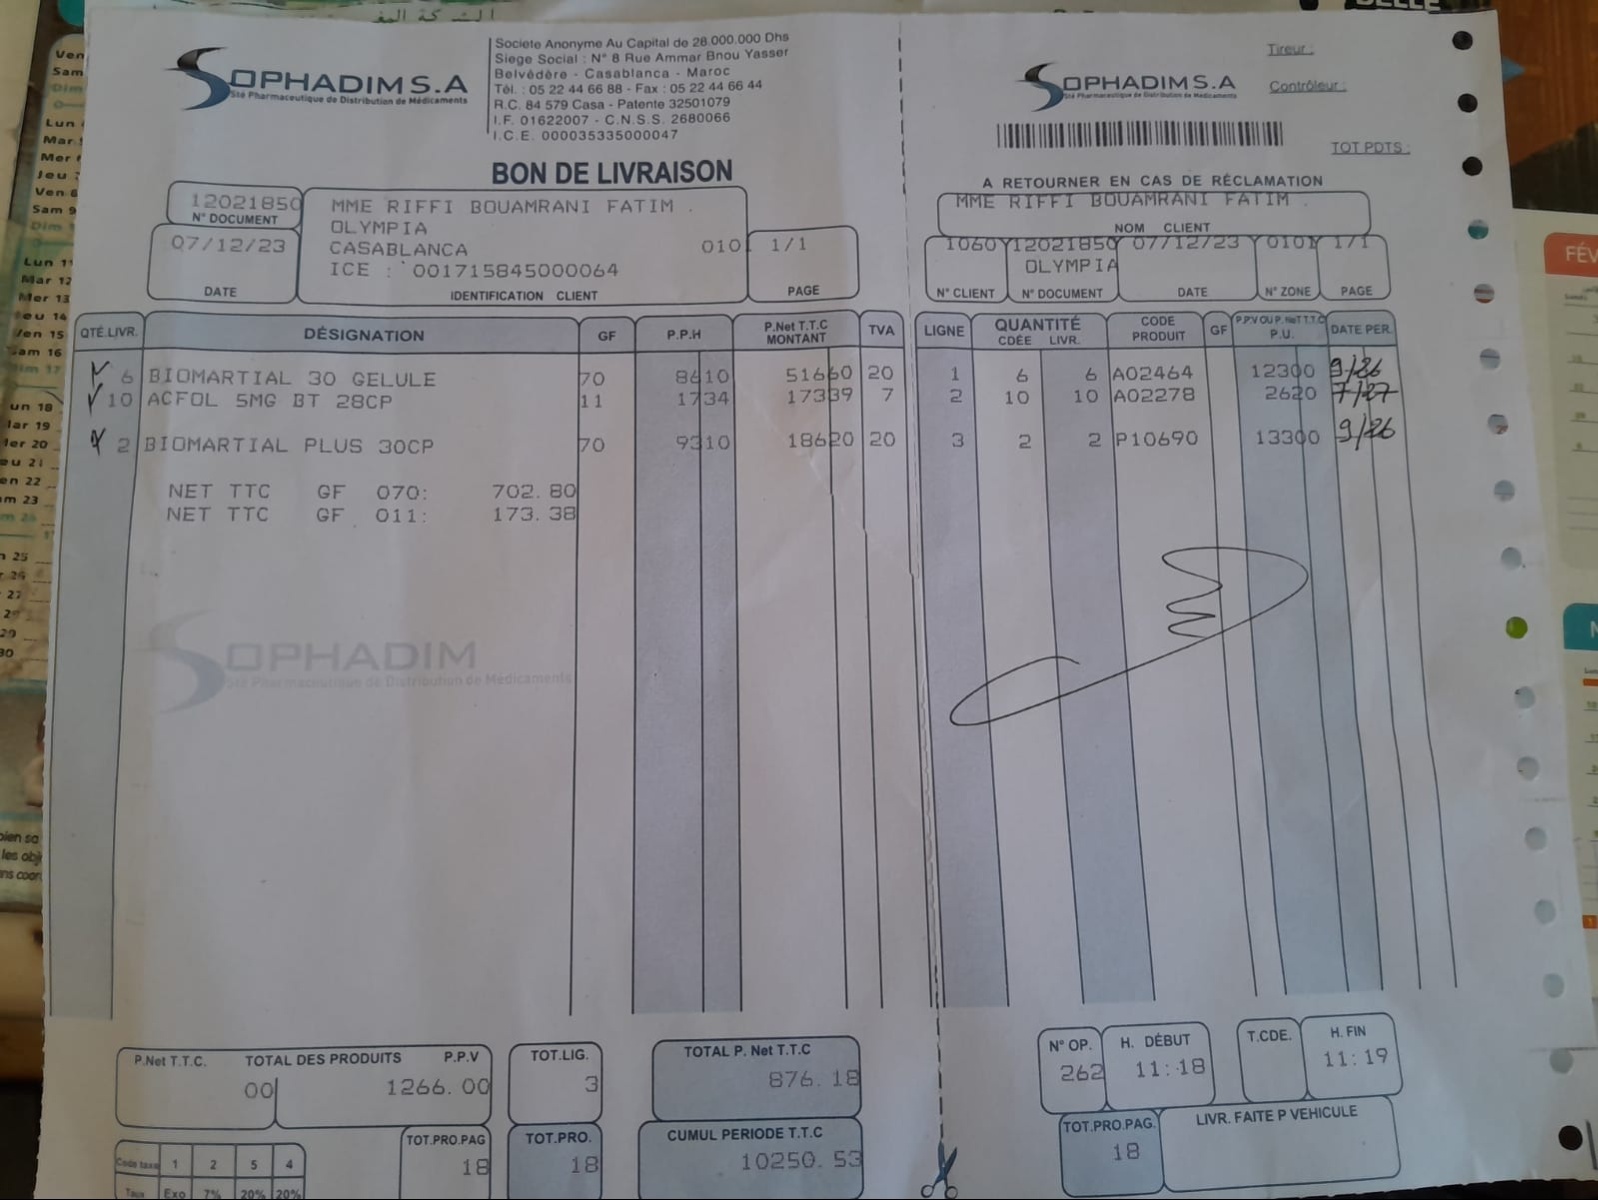 SOPHADIM S.A
Sté Pharmaceutique de Distribution de Médicaments
Societe Anonyme Au Capital de 28.000.000 Dhs
Siege Social : N° 8 Rue Ammar Bnou Yasser
Belvédère - Casablanca - Maroc
Tél. : 05 22 44 66 88 - Fax : 05 22 44 66 44
R.C. 84 579 Casa - Patente 32501079
I.F. 01622007 - C.N.S.S. 2680066
I.C.E. 000035335000047
BON DE LIVRAISON
12021850
N° DOCUMENT
07/12/23
DATE
MME RIFFI BOUAMRANI FATIM .
OLYMPIA
CASABLANCA 010
ICE : 001715845000064
IDENTIFICATION CLIENT
1/1
PAGE
QTÉ.LIVR. DÉSIGNATION GF P.P.H P.Net T.T.C MONTANT TVA
6 BIOMARTIAL 30 GELULE 70 8610 51660 20
10 ACFOL 5MG BT 28CP 11 1734 17339 7
2 BIOMARTIAL PLUS 30CP 70 9310 18620 20
NET TTC GF 070: 702.80
NET TTC GF 011: 173.38
SOPHADIM
Sté Pharmaceutique de Distribution de Médicaments
P.Net T.T.C. TOTAL DES PRODUITS P.P.V
00 1266.00
TOT.LIG.
3
TOTAL P. Net T.T.C
876.18
TOT.PRO.PAG
18
TOT.PRO.
18
CUMUL PERIODE T.T.C
10250.53
Code taxe 1 2 5 4
Taux Exo 7% 20% 20%
SOPHADIM S.A
Sté Pharmaceutique de Distribution de Médicaments
Tireur :
Contrôleur :
TOT PDTS :
A RETOURNER EN CAS DE RÉCLAMATION
MME RIFFI BOUAMRANI FATIM .
NOM CLIENT
1060 12021850 07/12/23 0101 1/1
OLYMPIA
N° CLIENT N° DOCUMENT DATE N° ZONE PAGE
LIGNE QUANTITÉ CDÉE LIVR. CODE PRODUIT GF P.P.V OU P. Net T.T.C P.U. DATE PER.
1 6 6 A02464 12300 9/26
2 10 10 A02278 2620 7/27
3 2 2 P10690 13300 9/26
N° OP.
262
H. DÉBUT
11:18
T.CDE.
H. FIN
11:19
TOT.PRO.PAG.
18
LIVR. FAITE P VEHICULE